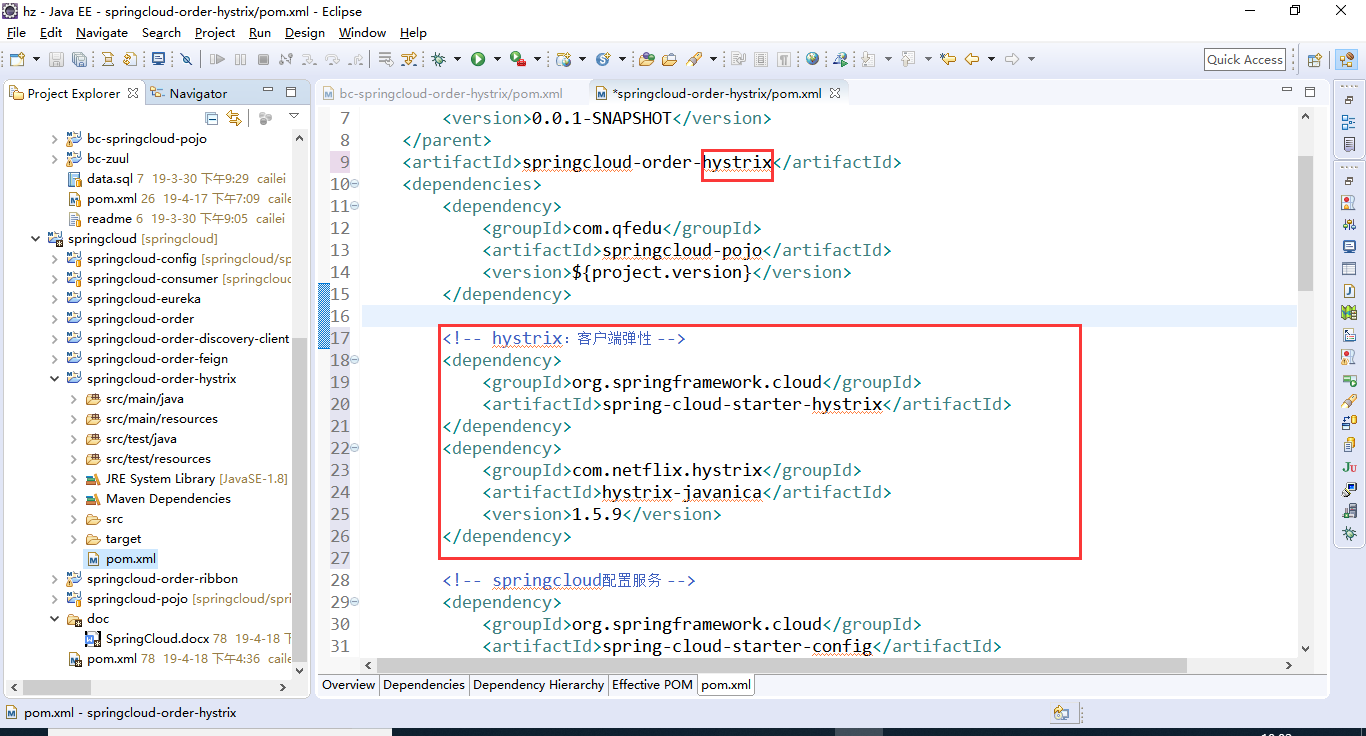 hz - Java EE - springcloud-order-hystrix/pom.xml - Eclipse
File Edit Navigate Search Project Run Design Window Help
Quick Access
Project Explorer Navigator
bc-springcloud-pojo
bc-zuul
data.sql 7 19-3-30 下午9:29 cailei
pom.xml 26 19-4-17 下午7:09 caile
readme 6 19-3-30 下午9:05 cailei
springcloud [springcloud]
springcloud-config [springcloud/sp
springcloud-consumer [springcloud
springcloud-eureka
springcloud-order
springcloud-order-discovery-client
springcloud-order-feign
springcloud-order-hystrix
src/main/java
src/main/resources
src/test/java
src/test/resources
JRE System Library [JavaSE-1.8]
Maven Dependencies
src
target
pom.xml
springcloud-order-ribbon
springcloud-pojo [springcloud/spri
doc
SpringCloud.docx 78 19-4-18 下
pom.xml 78 19-4-18 下午4:36 caile
bc-springcloud-order-hystrix/pom.xml *springcloud-order-hystrix/pom.xml
7 <version>0.0.1-SNAPSHOT</version>
8 </parent>
9 <artifactId>springcloud-order-hystrix</artifactId>
10 <dependencies>
11 <dependency>
12 <groupId>com.qfedu</groupId>
13 <artifactId>springcloud-pojo</artifactId>
14 <version>${project.version}</version>
15 </dependency>
16
17 <!-- hystrix：客户端弹性 -->
18 <dependency>
19 <groupId>org.springframework.cloud</groupId>
20 <artifactId>spring-cloud-starter-hystrix</artifactId>
21 </dependency>
22 <dependency>
23 <groupId>com.netflix.hystrix</groupId>
24 <artifactId>hystrix-javanica</artifactId>
25 <version>1.5.9</version>
26 </dependency>
27
28 <!-- springcloud配置服务 -->
29 <dependency>
30 <groupId>org.springframework.cloud</groupId>
31 <artifactId>spring-cloud-starter-config</artifactId>
Overview Dependencies Dependency Hierarchy Effective POM pom.xml
pom.xml - springcloud-order-hystrix